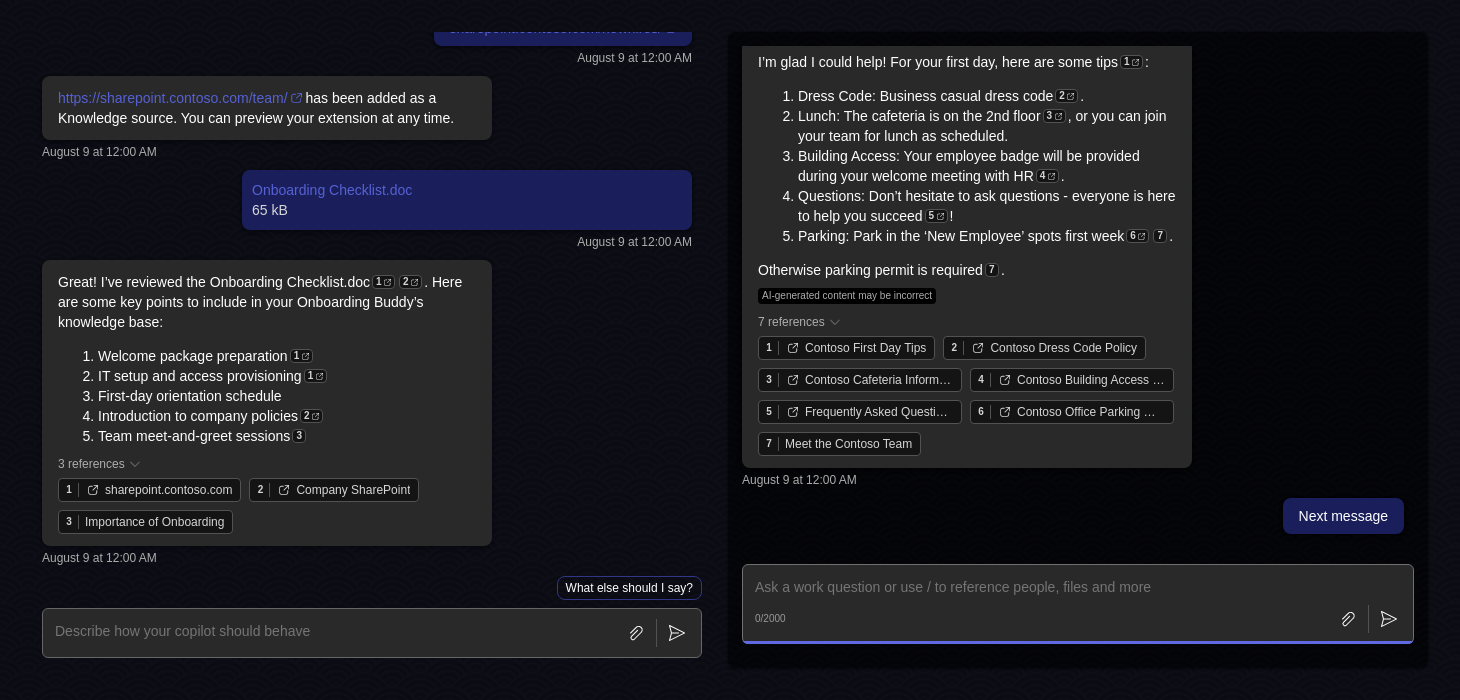 August 9 at 12:00 AM
https://sharepoint.contoso.com/team/ has been added as a
Knowledge source. You can preview your extension at any time.
August 9 at 12:00 AM
Onboarding Checklist.doc
65 kB
August 9 at 12:00 AM
Great! I’ve reviewed the Onboarding Checklist.doc 1 2 . Here
are some key points to include in your Onboarding Buddy’s
knowledge base:
1. Welcome package preparation 1
2. IT setup and access provisioning 1
3. First-day orientation schedule
4. Introduction to company policies 2
5. Team meet-and-greet sessions 3
3 references
1 sharepoint.contoso.com 2 Company SharePoint
3 Importance of Onboarding
August 9 at 12:00 AM
What else should I say?
Describe how your copilot should behave
I’m glad I could help! For your first day, here are some tips 1 :
1. Dress Code: Business casual dress code 2 .
2. Lunch: The cafeteria is on the 2nd floor 3 , or you can join
your team for lunch as scheduled.
3. Building Access: Your employee badge will be provided
during your welcome meeting with HR 4 .
4. Questions: Don’t hesitate to ask questions - everyone is here
to help you succeed 5 !
5. Parking: Park in the ‘New Employee’ spots first week 6 7 .
Otherwise parking permit is required 7 .
AI-generated content may be incorrect
7 references
1 Contoso First Day Tips 2 Contoso Dress Code Policy
3 Contoso Cafeteria Inform… 4 Contoso Building Access …
5 Frequently Asked Questi… 6 Contoso Office Parking …
7 Meet the Contoso Team
August 9 at 12:00 AM
Next message
Ask a work question or use / to reference people, files and more
0/2000